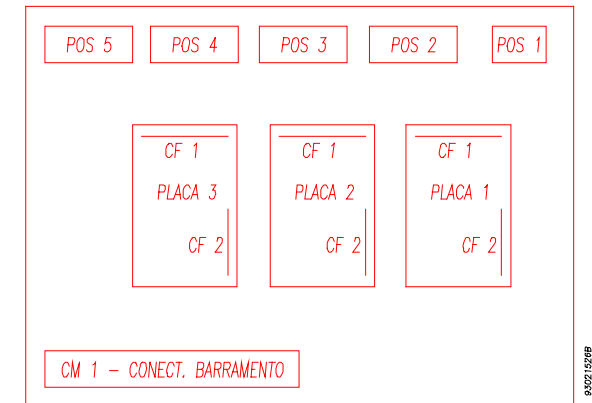 POS 5 POS 4 POS 3 POS 2 POS 1
CF 1 CF 1 CF 1
PLACA 3 PLACA 2 PLACA 1
CF 2 CF 2 CF 2
CM 1 - CONECT. BARRAMENTO
93021526B